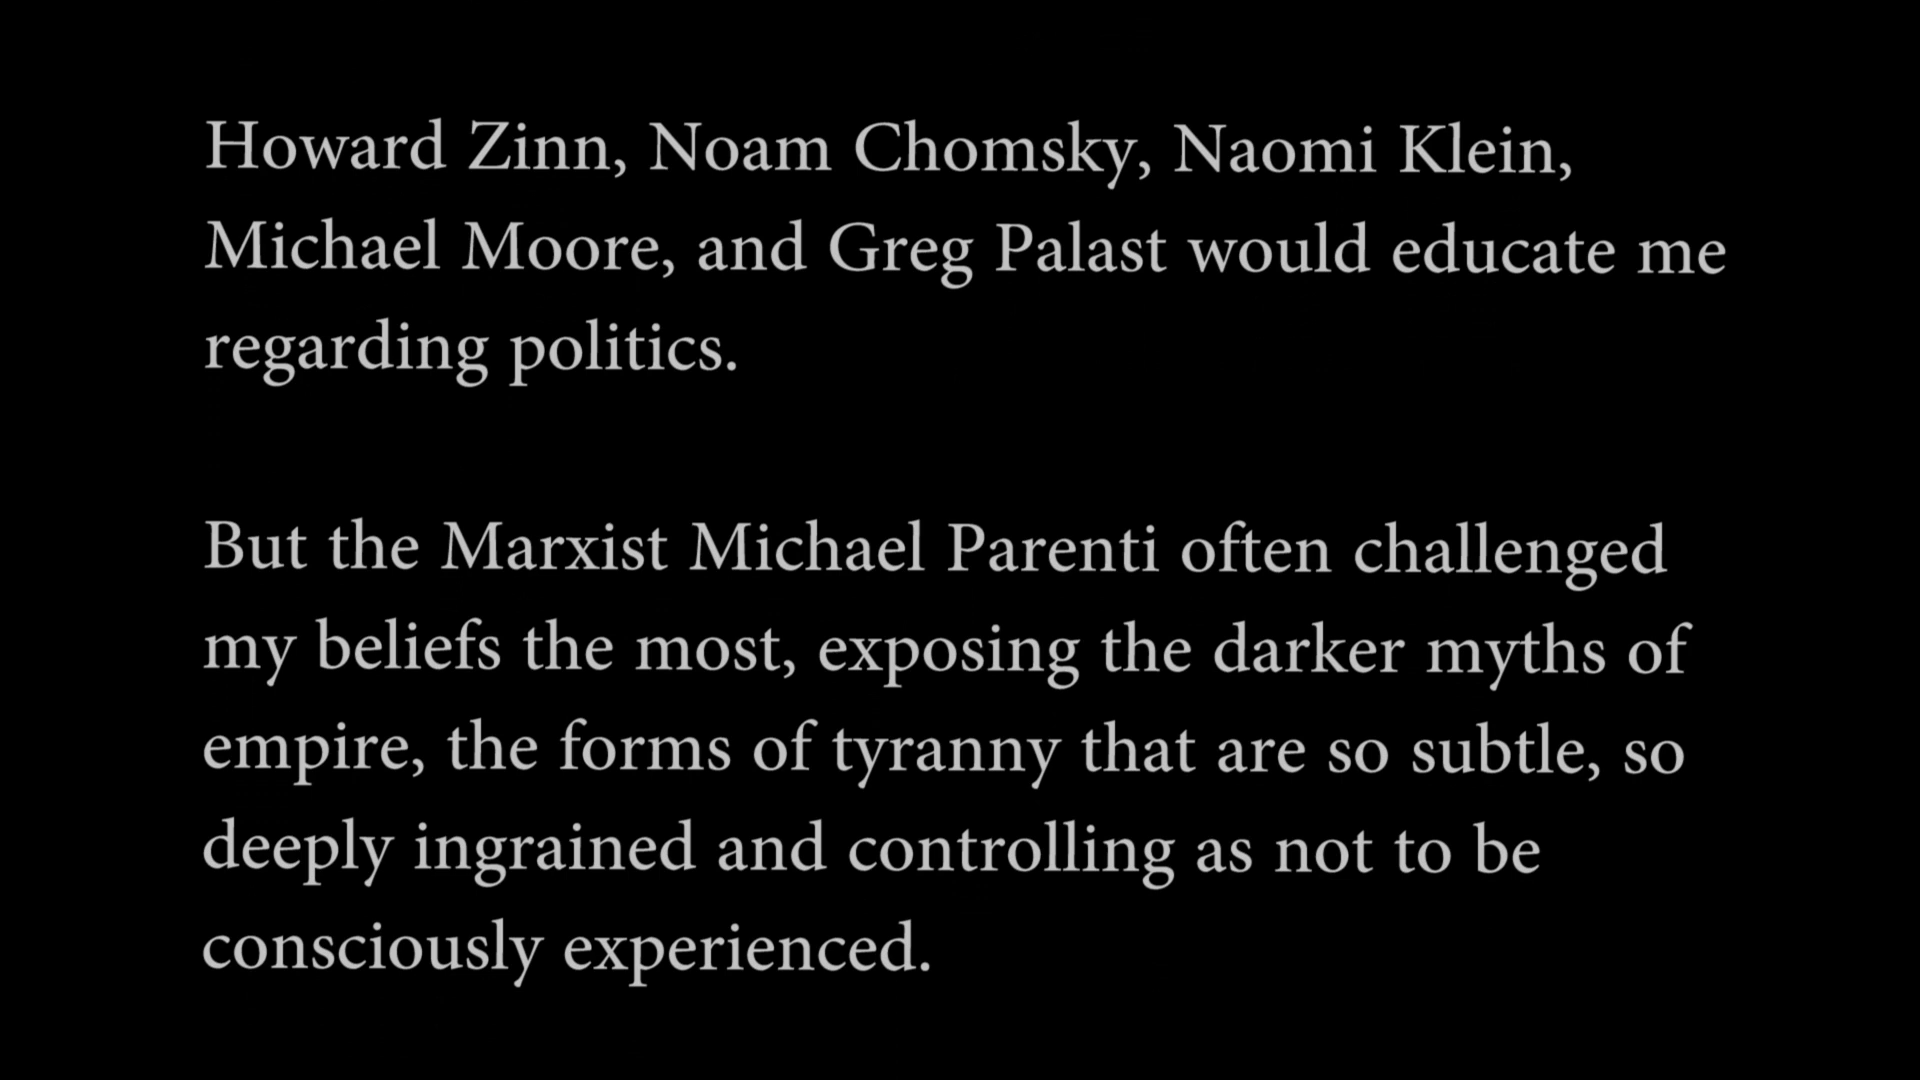 Howard Zinn, Noam Chomsky, Naomi Klein,
Michael Moore, and Greg Palast would educate me
regarding politics.
But the Marxist Michael Parenti often challenged
my beliefs the most, exposing the darker myths of
empire, the forms of tyranny that are so subtle, so
deeply ingrained and controlling as not to be
consciously experienced.